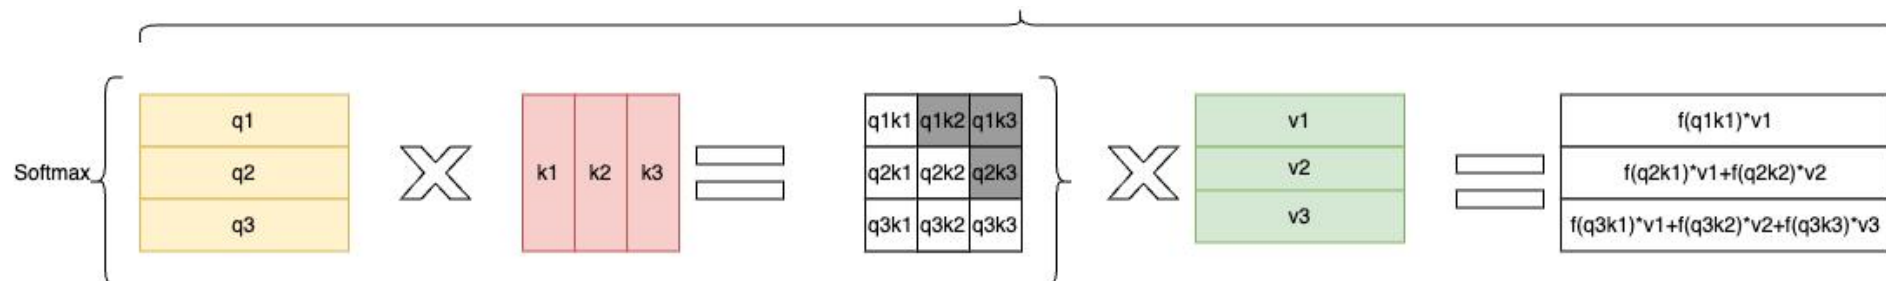 Softmax
q1
q2
q3
k1 k2 k3
q1k1 q1k2 q1k3
q2k1 q2k2 q2k3
q3k1 q3k2 q3k3
v1
v2
v3
f(q1k1)*v1
f(q2k1)*v1+f(q2k2)*v2
f(q3k1)*v1+f(q3k2)*v2+f(q3k3)*v3